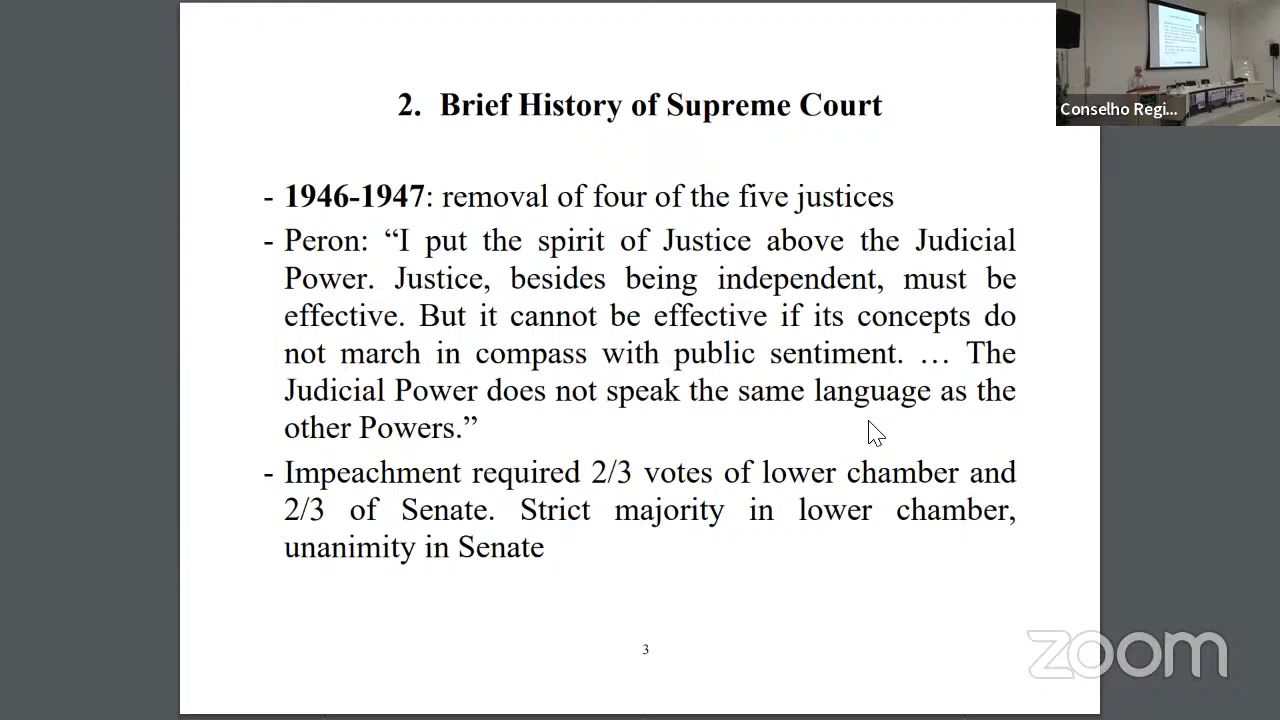 2. Brief History of Supreme Court
Conselho Regi...
- 1946-1947: removal of four of the five justices
- Peron: “I put the spirit of Justice above the Judicial
Power. Justice, besides being independent, must be
effective. But it cannot be effective if its concepts do
not march in compass with public sentiment. … The
Judicial Power does not speak the same language as the
other Powers.”
- Impeachment required 2/3 votes of lower chamber and
2/3 of Senate. Strict majority in lower chamber,
unanimity in Senate
3
zoom